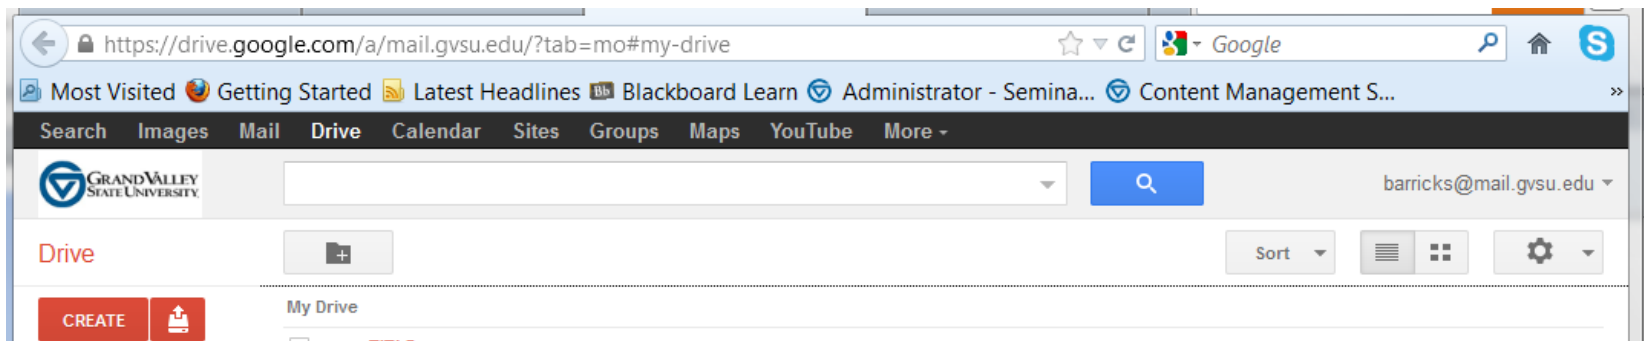 https://drive.google.com/a/mail.gvsu.edu/?tab=mo#my-drive Google S
Most Visited Getting Started Latest Headlines Bb Blackboard Learn Administrator - Semina... Content Management S... »
Search Images Mail Drive Calendar Sites Groups Maps YouTube More
GRAND VALLEY
STATE UNIVERSITY
barricks@mail.gvsu.edu
Drive Sort
My Drive
CREATE